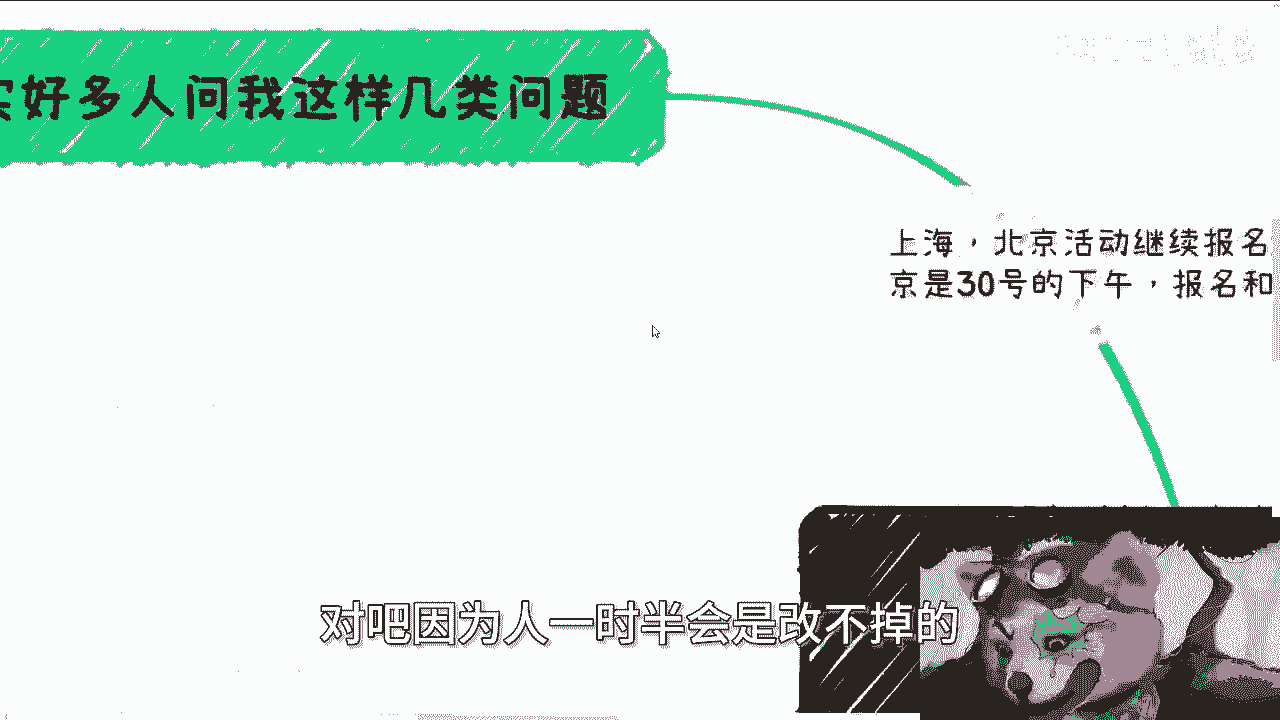 好多人问我这样几类问题
上海，北京活动继续报名
京是30号的下午，报名和
对吧因为人一时半会是改不掉的